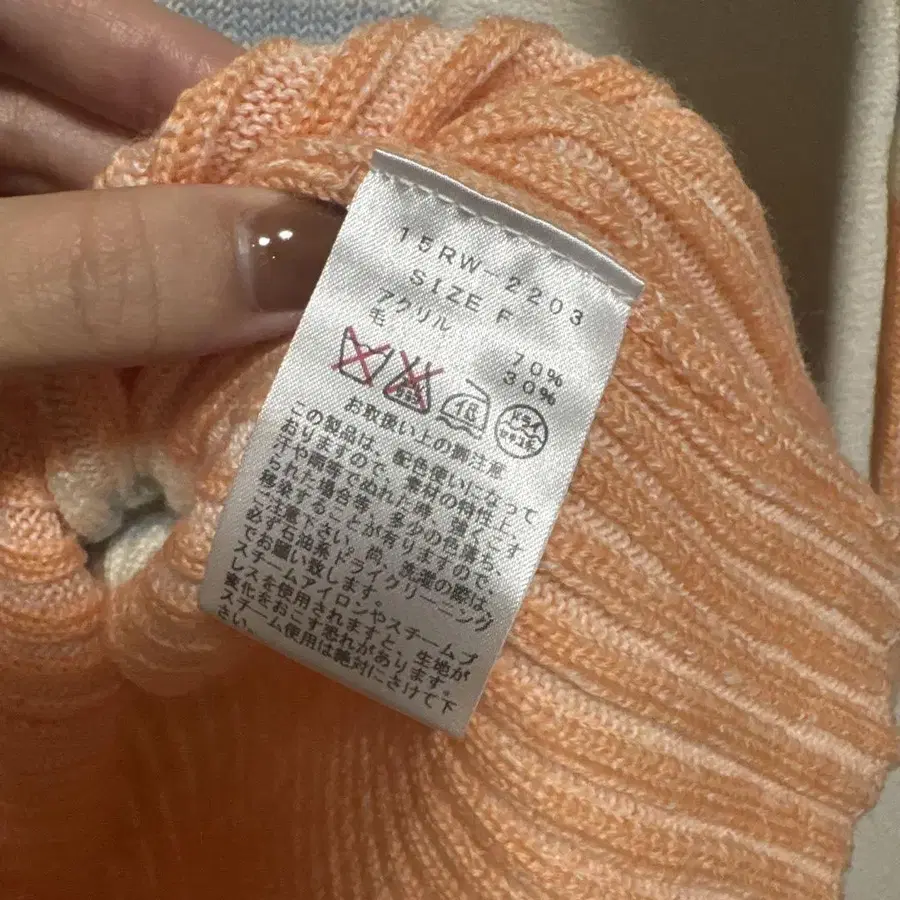 15RW-2203
SIZE F
アクリル 70%
毛 30%
低
ドライ
セキユ系
お取扱い上の御注意
この製品は、配色使いになって
おりますので、素材の特性上、
汗や雨等でぬれた時、強くこす
られた場合等、多少の色落ち、
移染することが有りますので、
ご注意下さい。尚、洗濯の際は、
必ず石油系ドライクリーニング
でお願い致します。
スチームアイロンやスチームプ
レスを使用されますと、生地が
変化をおこす恐れがあります。
スチーム使用は絶対にさけて下
さい。